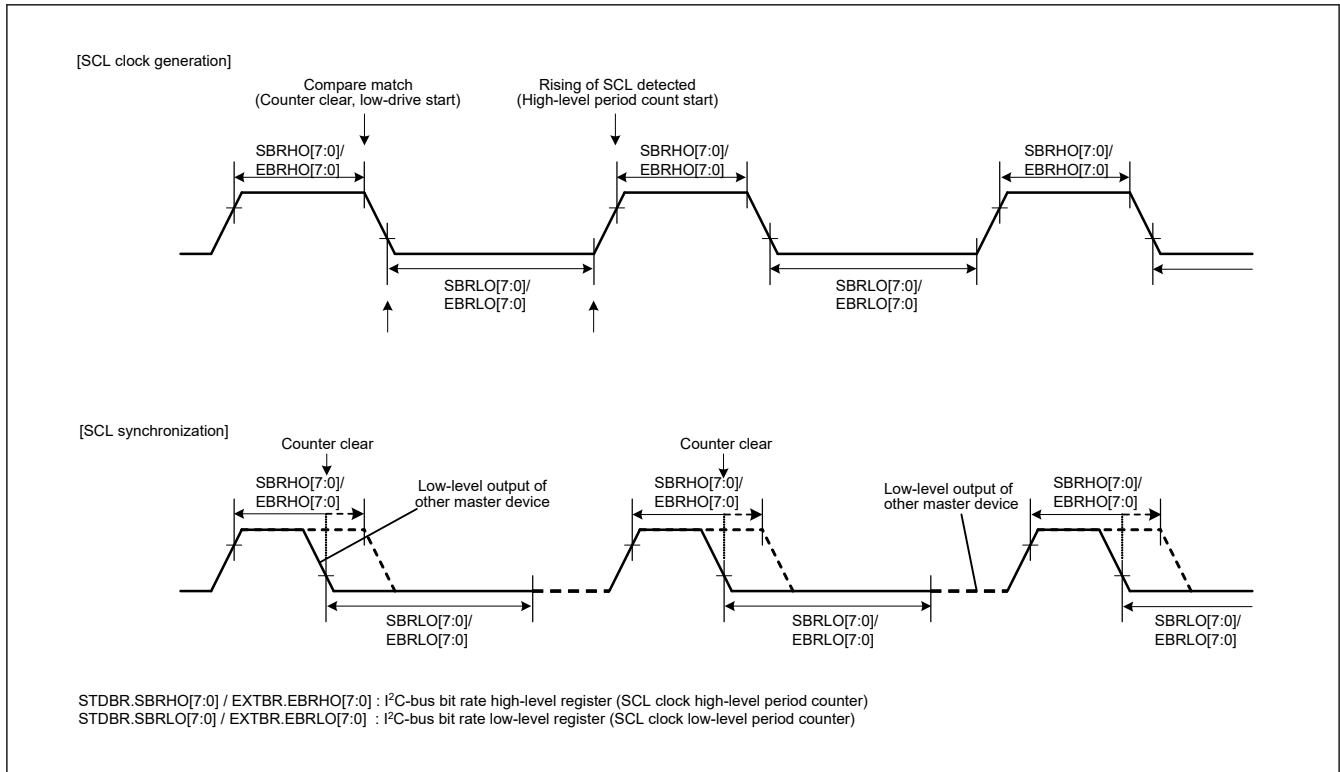 [SCL clock generation]
Compare match
(Counter clear, low-drive start)
Rising of SCL detected
(High-level period count start)
SBRHO[7:0]/
EBRHO[7:0]
SBRHO[7:0]/
EBRHO[7:0]
SBRHO[7:0]/
EBRHO[7:0]
SBRLO[7:0]/
EBRLO[7:0]
SBRLO[7:0]/
EBRLO[7:0]
[SCL synchronization]
Counter clear
Counter clear
SBRHO[7:0]/
EBRHO[7:0]
Low-level output of
other master device
SBRHO[7:0]/
EBRHO[7:0]
Low-level output of
other master device
SBRHO[7:0]/
EBRHO[7:0]
SBRLO[7:0]/
EBRLO[7:0]
SBRLO[7:0]/
EBRLO[7:0]
SBRLO[7:0]/
EBRLO[7:0]
STDBR.SBRHO[7:0] / EXTBR.EBRHO[7:0] : I²C-bus bit rate high-level register (SCL clock high-level period counter)
STDBR.SBRLO[7:0] / EXTBR.EBRLO[7:0] : I²C-bus bit rate low-level register (SCL clock low-level period counter)